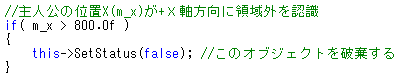 //主人公の位置X(m_x)が+X軸方向に領域外を認識
if( m_x > 800.0f )
{
    this->SetStatus(false); //このオブジェクトを破棄する
}